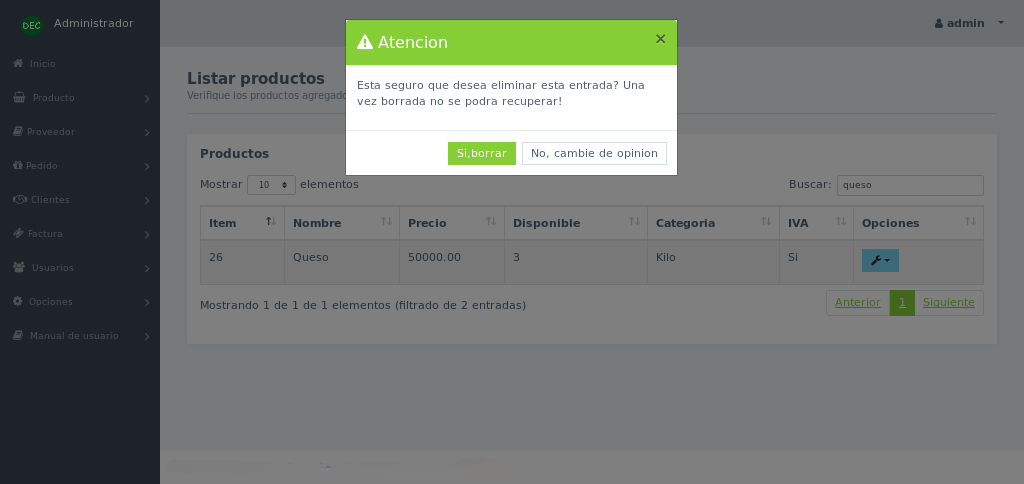 DEC Administrador
admin
Inicio
Producto
Proveedor
Pedido
Clientes
Factura
Usuarios
Opciones
Manual de usuario
Atencion ×
Esta seguro que desea eliminar esta entrada? Una
vez borrada no se podra recuperar!
Si,borrar No, cambie de opinion
Listar productos
Verifique los productos agregado
Productos
Mostrar 10 elementos Buscar: queso
Item Nombre Precio Disponible Categoria IVA Opciones
26 Queso 50000.00 3 Kilo Si
Mostrando 1 de 1 de 1 elementos (filtrado de 2 entradas) Anterior 1 Siguiente